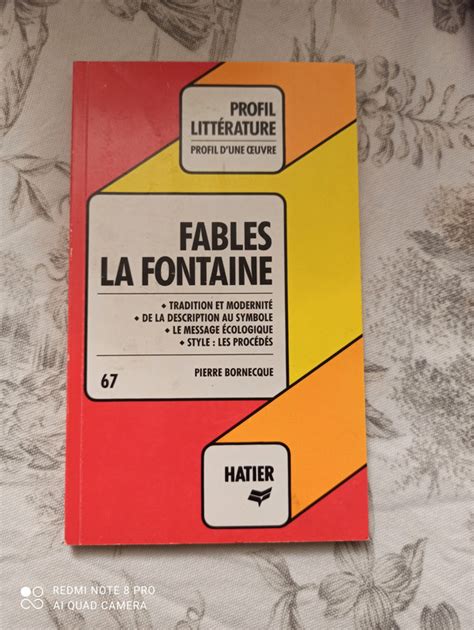 PROFIL
LITTÉRATURE
PROFIL D'UNE ŒUVRE
FABLES
LA FONTAINE
• TRADITION ET MODERNITÉ
• DE LA DESCRIPTION AU SYMBOLE
• LE MESSAGE ÉCOLOGIQUE
• STYLE : LES PROCÉDÉS
67
PIERRE BORNECQUE
HATIER
REDMI NOTE 8 PRO
AI QUAD CAMERA